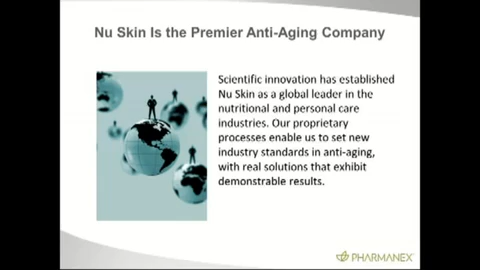 Nu Skin Is the Premier Anti-Aging Company
Scientific innovation has established
Nu Skin as a global leader in the
nutritional and personal care
industries. Our proprietary
processes enable us to set new
industry standards in anti-aging,
with real solutions that exhibit
demonstrable results.
PHARMANEX